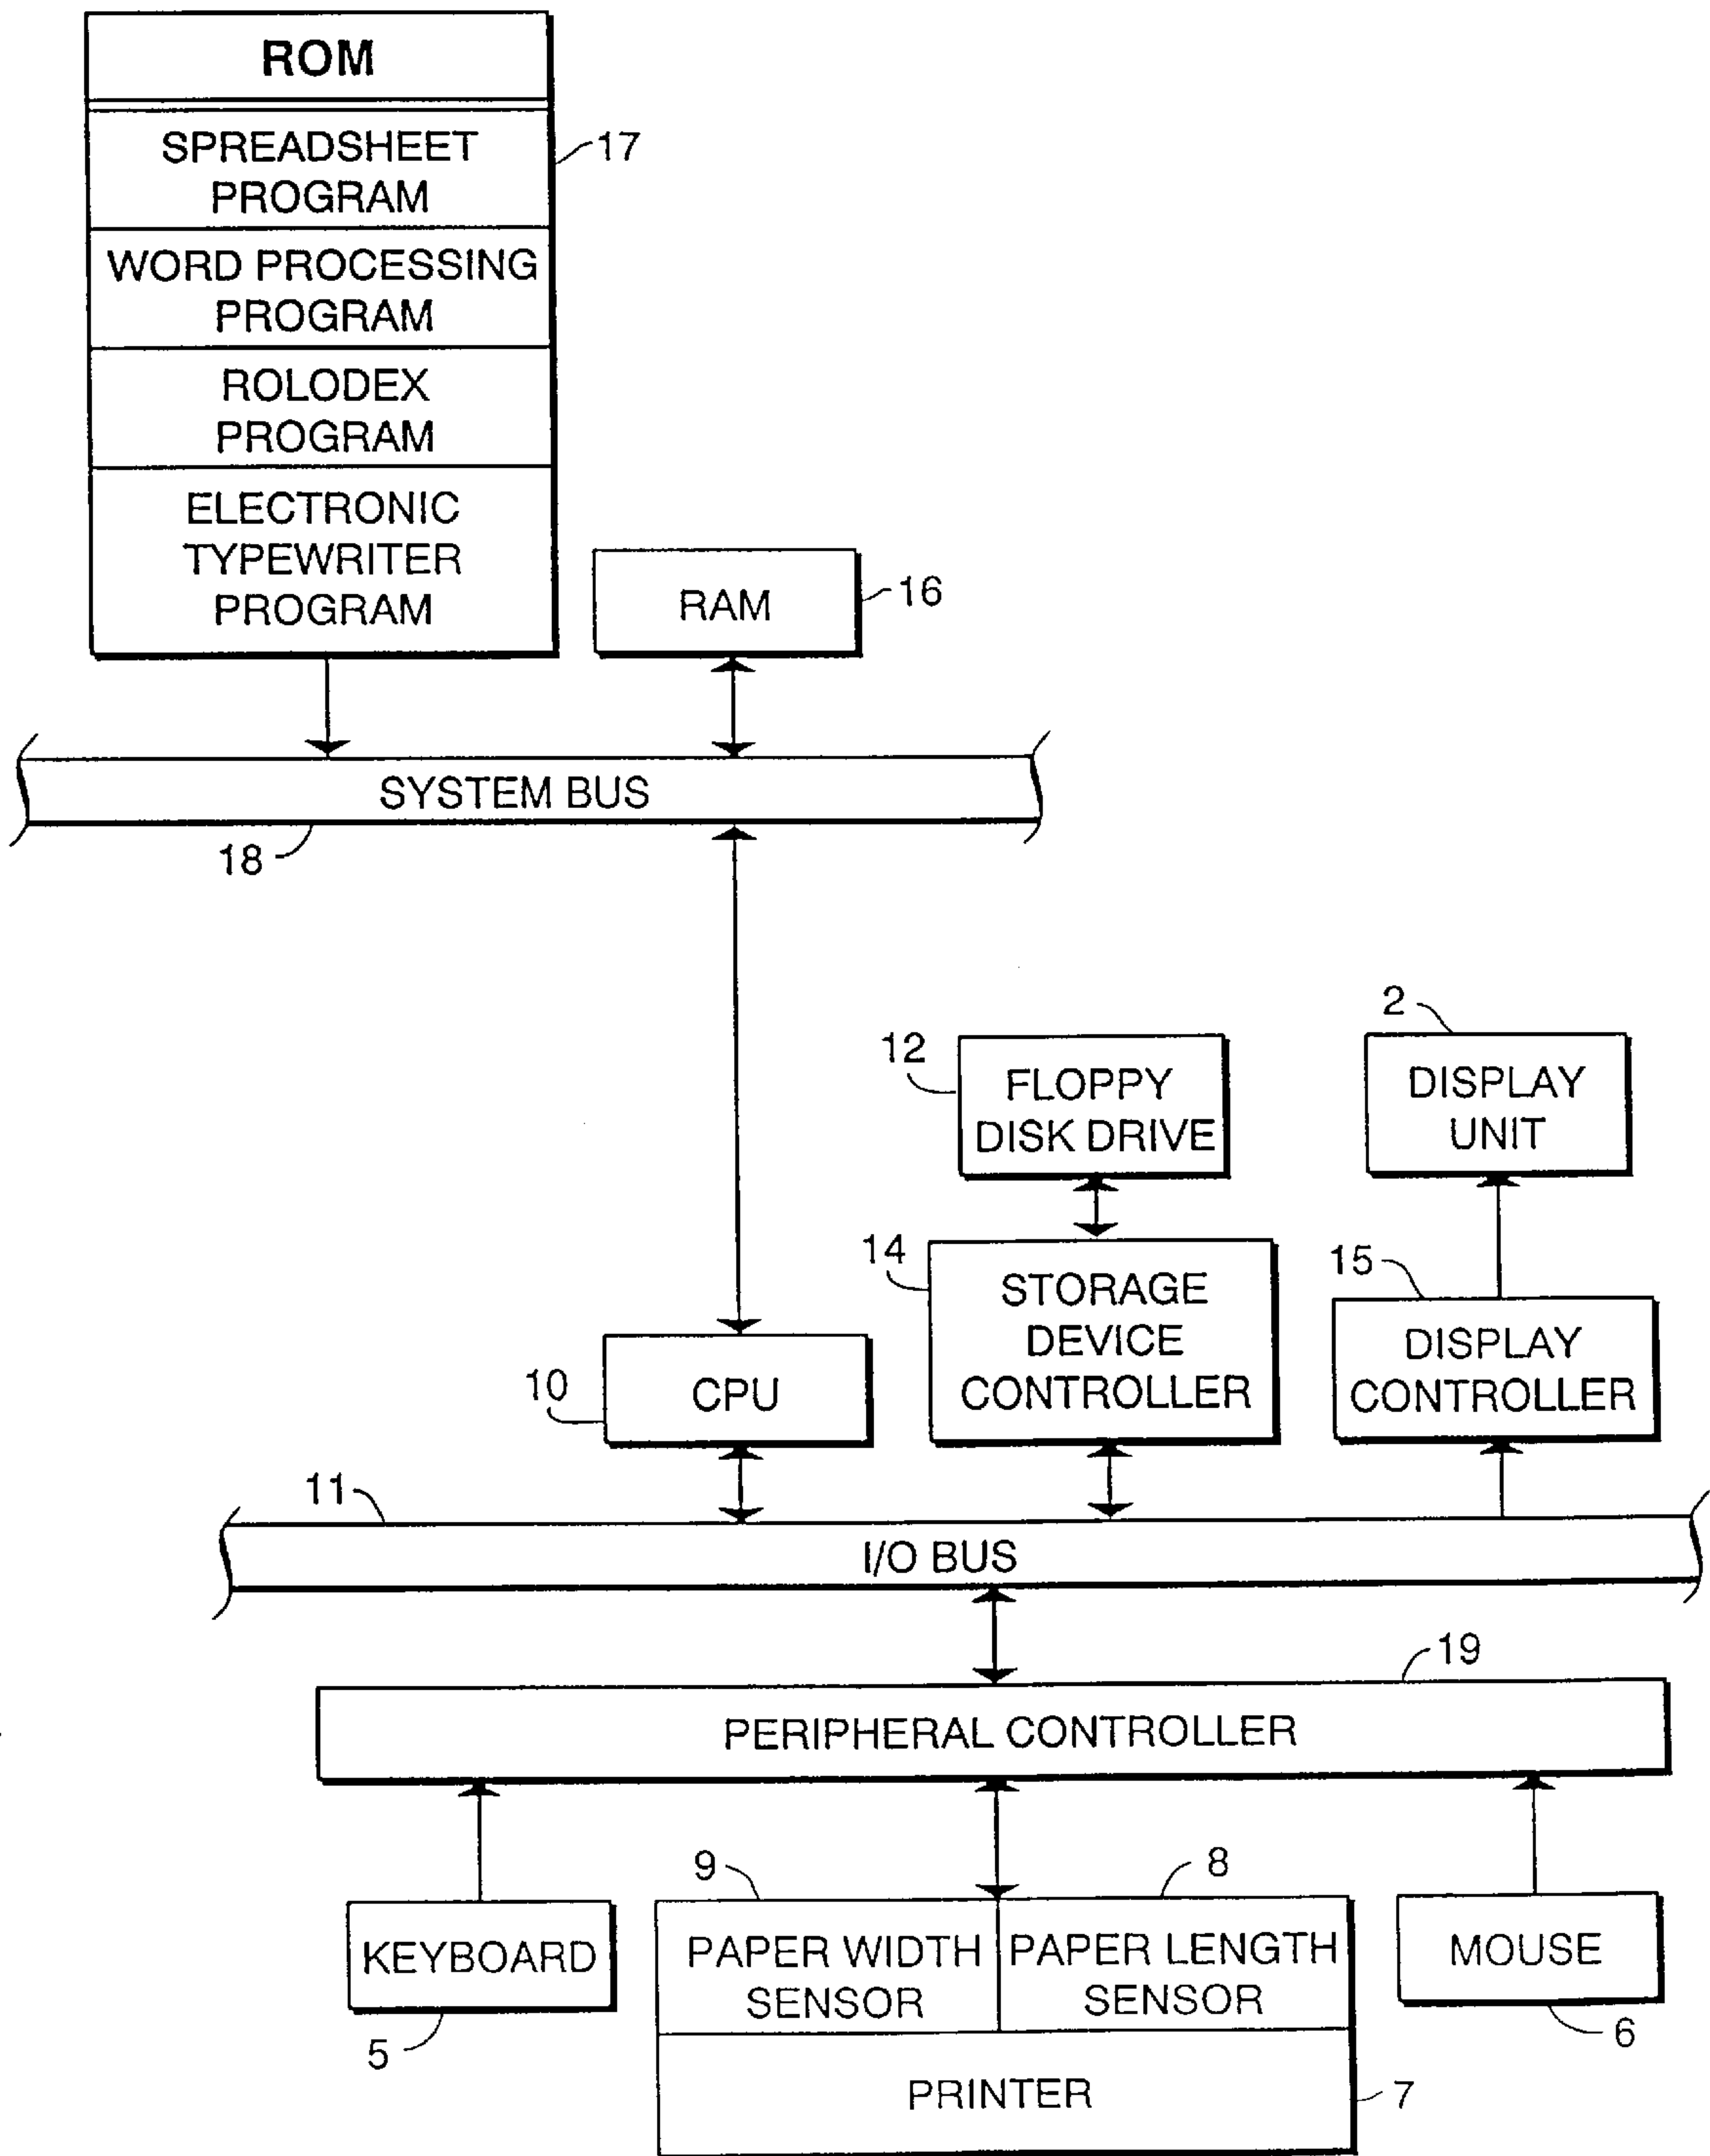 ROM
SPREADSHEET
PROGRAM
17
WORD PROCESSING
PROGRAM
ROLODEX
PROGRAM
ELECTRONIC
TYPEWRITER
PROGRAM
RAM
16
SYSTEM BUS
18
12
FLOPPY
DISK DRIVE
2
DISPLAY
UNIT
10
CPU
14
STORAGE
DEVICE
CONTROLLER
15
DISPLAY
CONTROLLER
11
I/O BUS
19
PERIPHERAL CONTROLLER
KEYBOARD
5
9
PAPER WIDTH
SENSOR
8
PAPER LENGTH
SENSOR
MOUSE
6
PRINTER
7